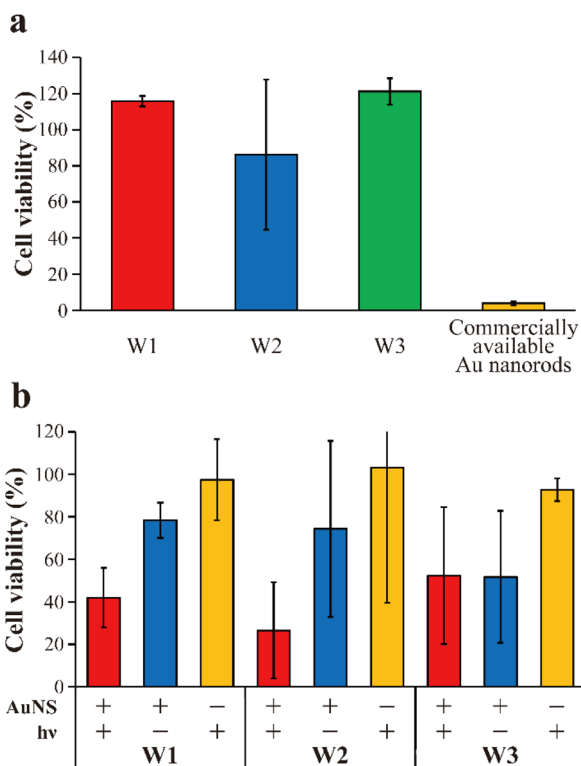 a
Cell viability (%)
140
120
100
80
60
40
20
0
W1 W2 W3 Commercially
available
Au nanorods
b
Cell viability (%)
120
100
80
60
40
20
0
AuNS + + − + + − + + −
hν + − + + − + + − +
W1 W2 W3